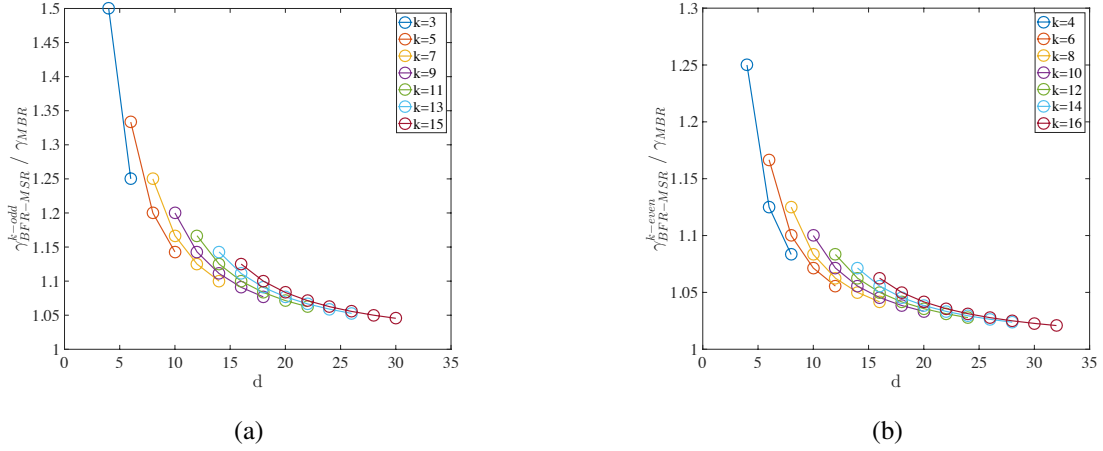 1.5
1.45
1.4
1.35
1.3
1.25
1.2
1.15
1.1
1.05
1
0 5 10 15 20 25 30 35
d
γ^{k-odd}_{BFR-MSR} / γ_{MBR}
k=3
k=5
k=7
k=9
k=11
k=13
k=15
(a)
1.3
1.25
1.2
1.15
1.1
1.05
1
0 5 10 15 20 25 30 35
d
γ^{k-even}_{BFR-MSR} / γ_{MBR}
k=4
k=6
k=8
k=10
k=12
k=14
k=16
(b)